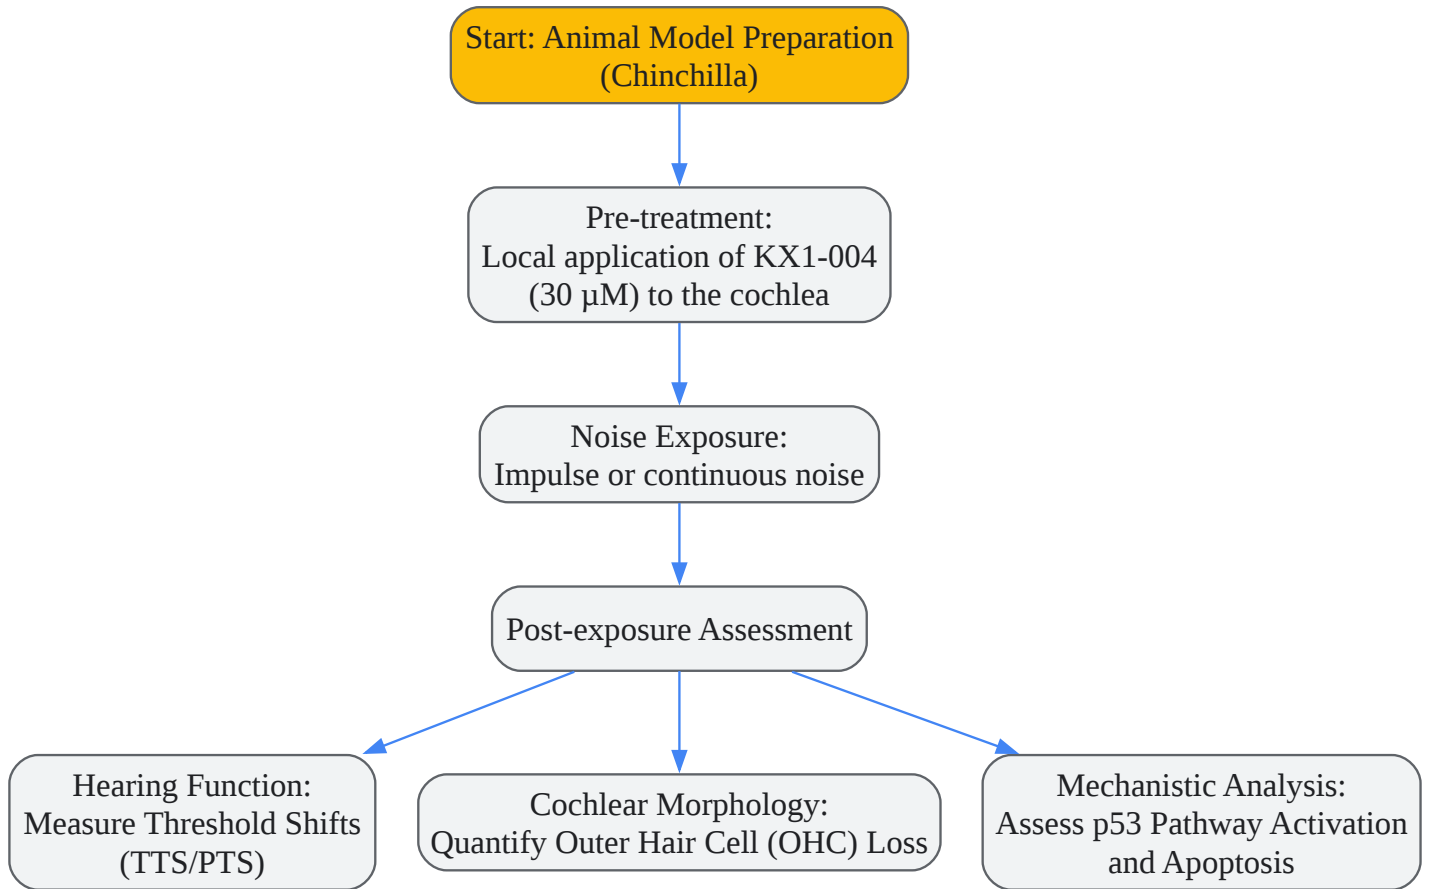 Start: Animal Model Preparation
(Chinchilla)
Pre-treatment:
Local application of KX1-004
(30 µM) to the cochlea
Noise Exposure:
Impulse or continuous noise
Post-exposure Assessment
Hearing Function:
Measure Threshold Shifts
(TTS/PTS)
Cochlear Morphology:
Quantify Outer Hair Cell (OHC) Loss
Mechanistic Analysis:
Assess p53 Pathway Activation
and Apoptosis